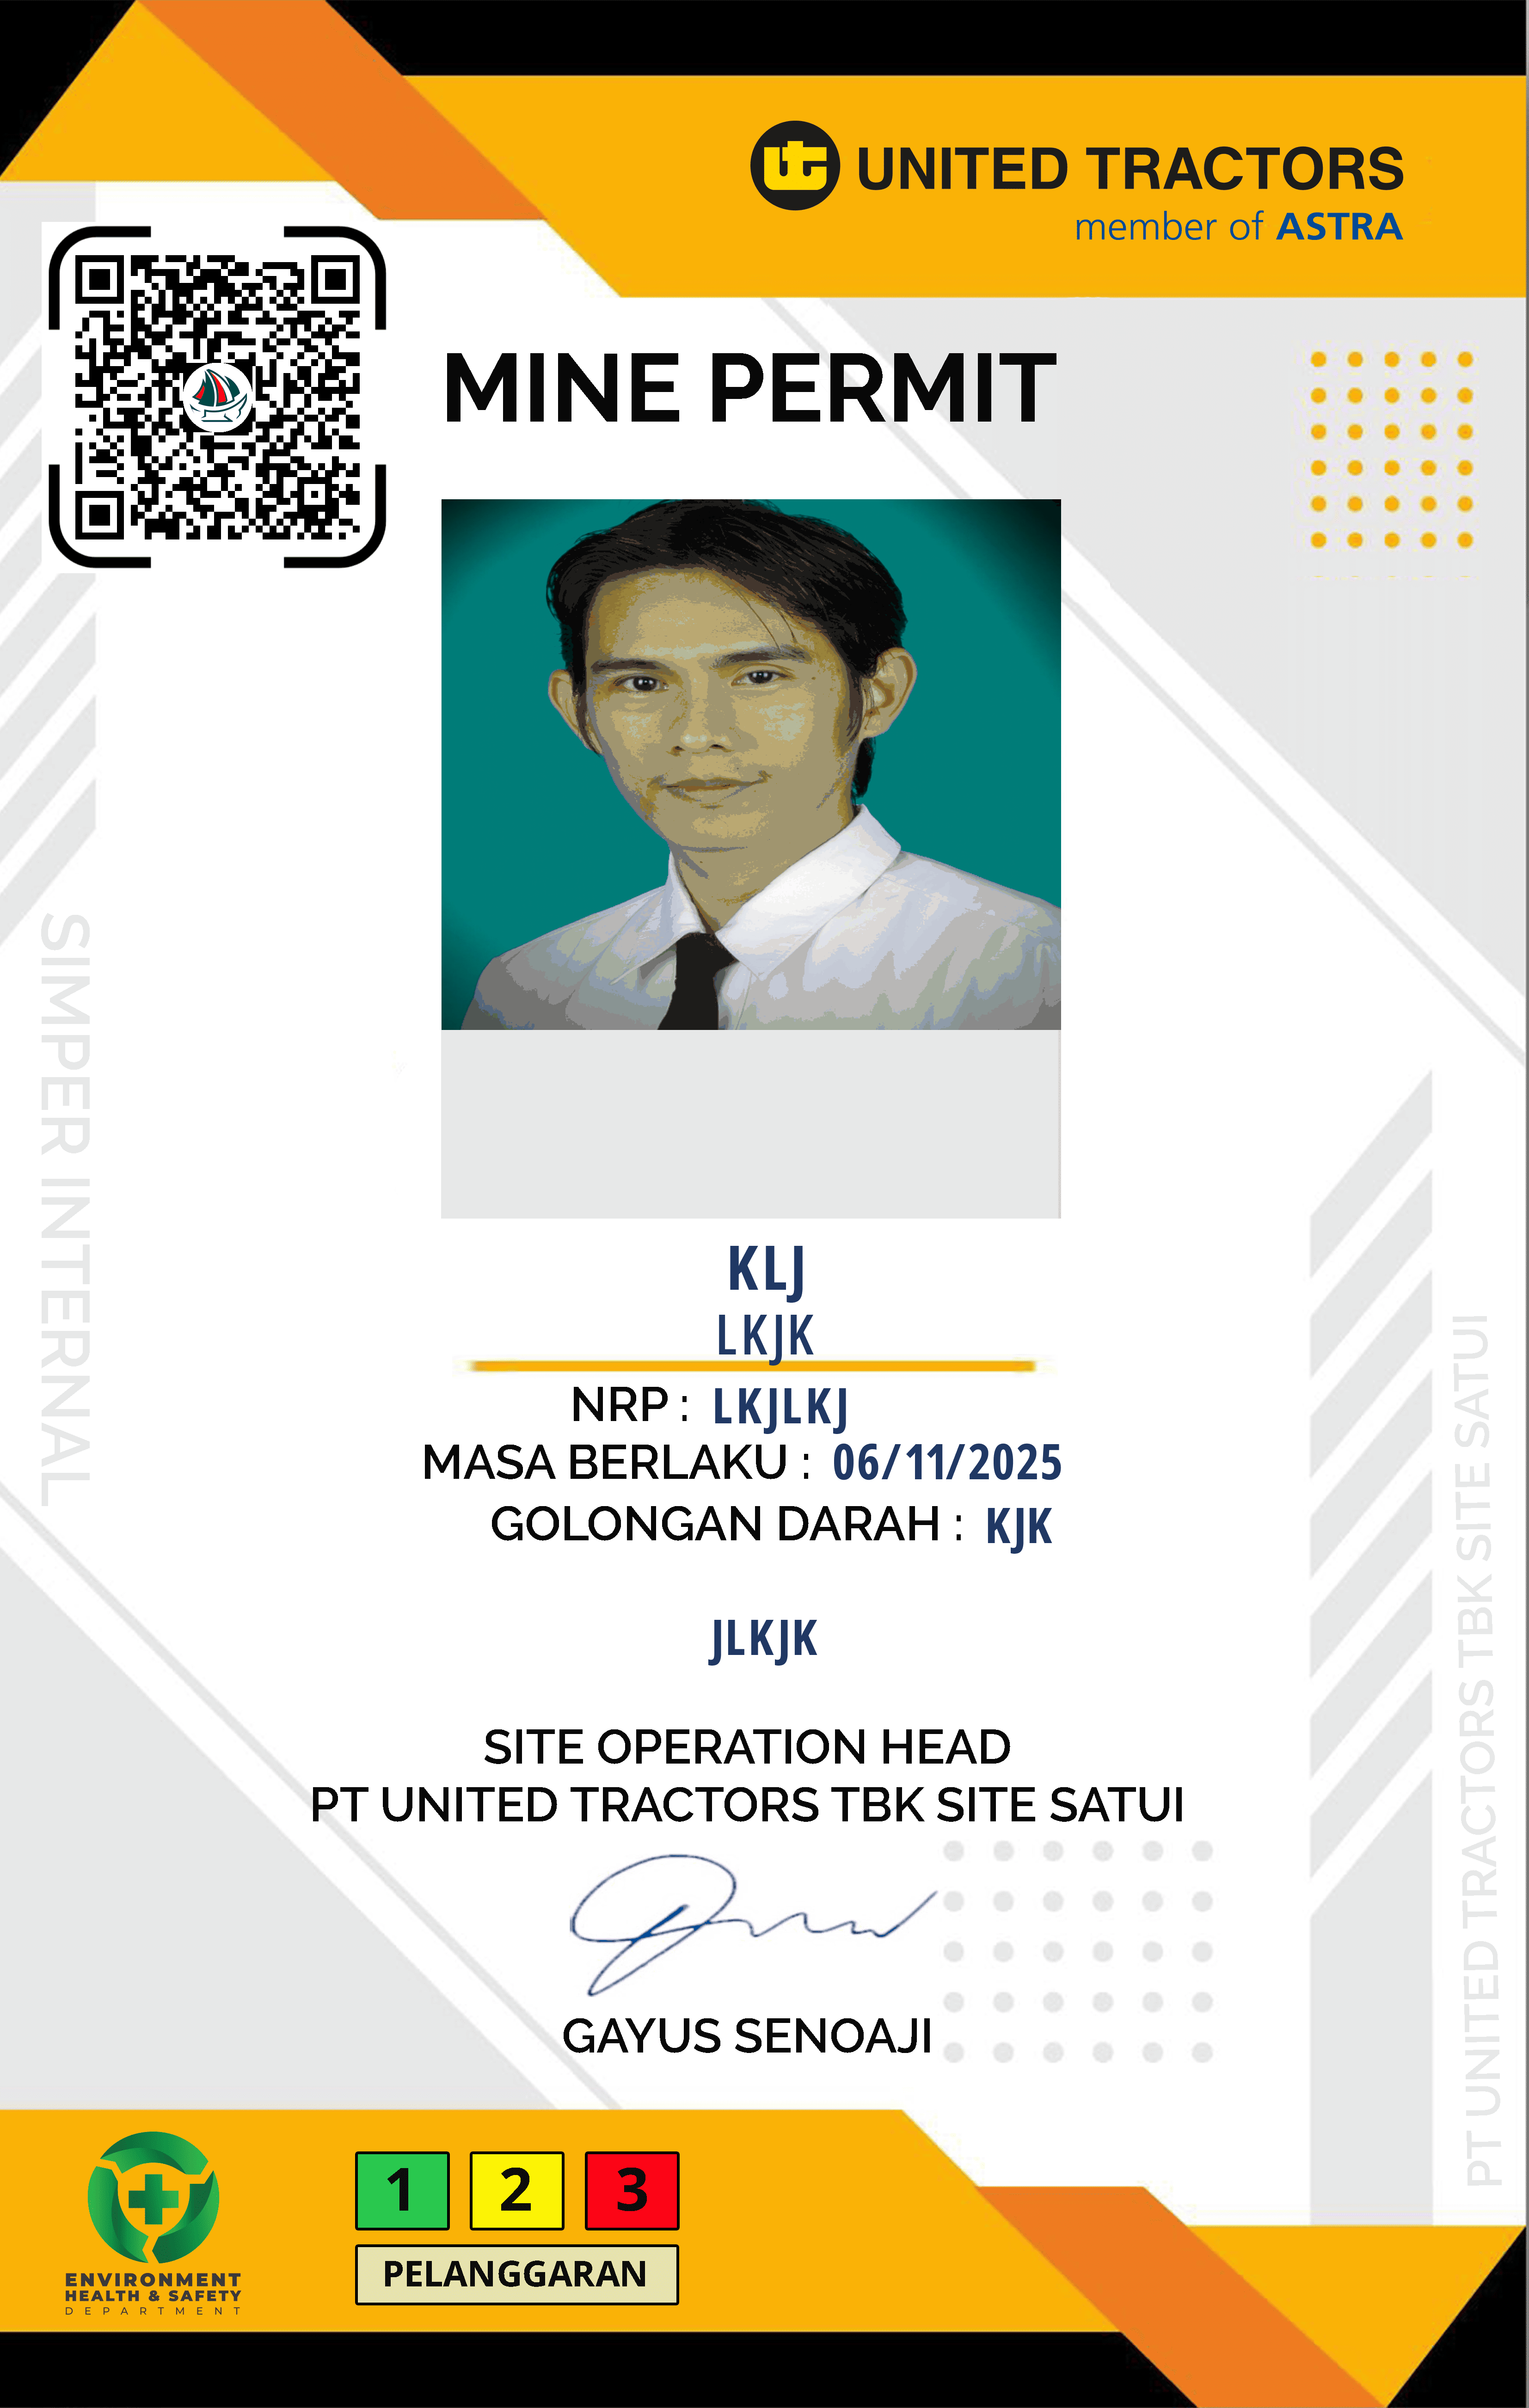 UNITED TRACTORS
member of ASTRA
MINE PERMIT
SIMPER INTERNAL
KLJ
LKJK
NRP : LKJLKJ
MASA BERLAKU : 06/11/2025
GOLONGAN DARAH : KJK
JLKJK
SITE OPERATION HEAD
PT UNITED TRACTORS TBK SITE SATUI
GAYUS SENOAJI
PT UNITED TRACTORS TBK SITE SATUI
ENVIRONMENT
HEALTH & SAFETY
DEPARTMENT
1 2 3
PELANGGARAN